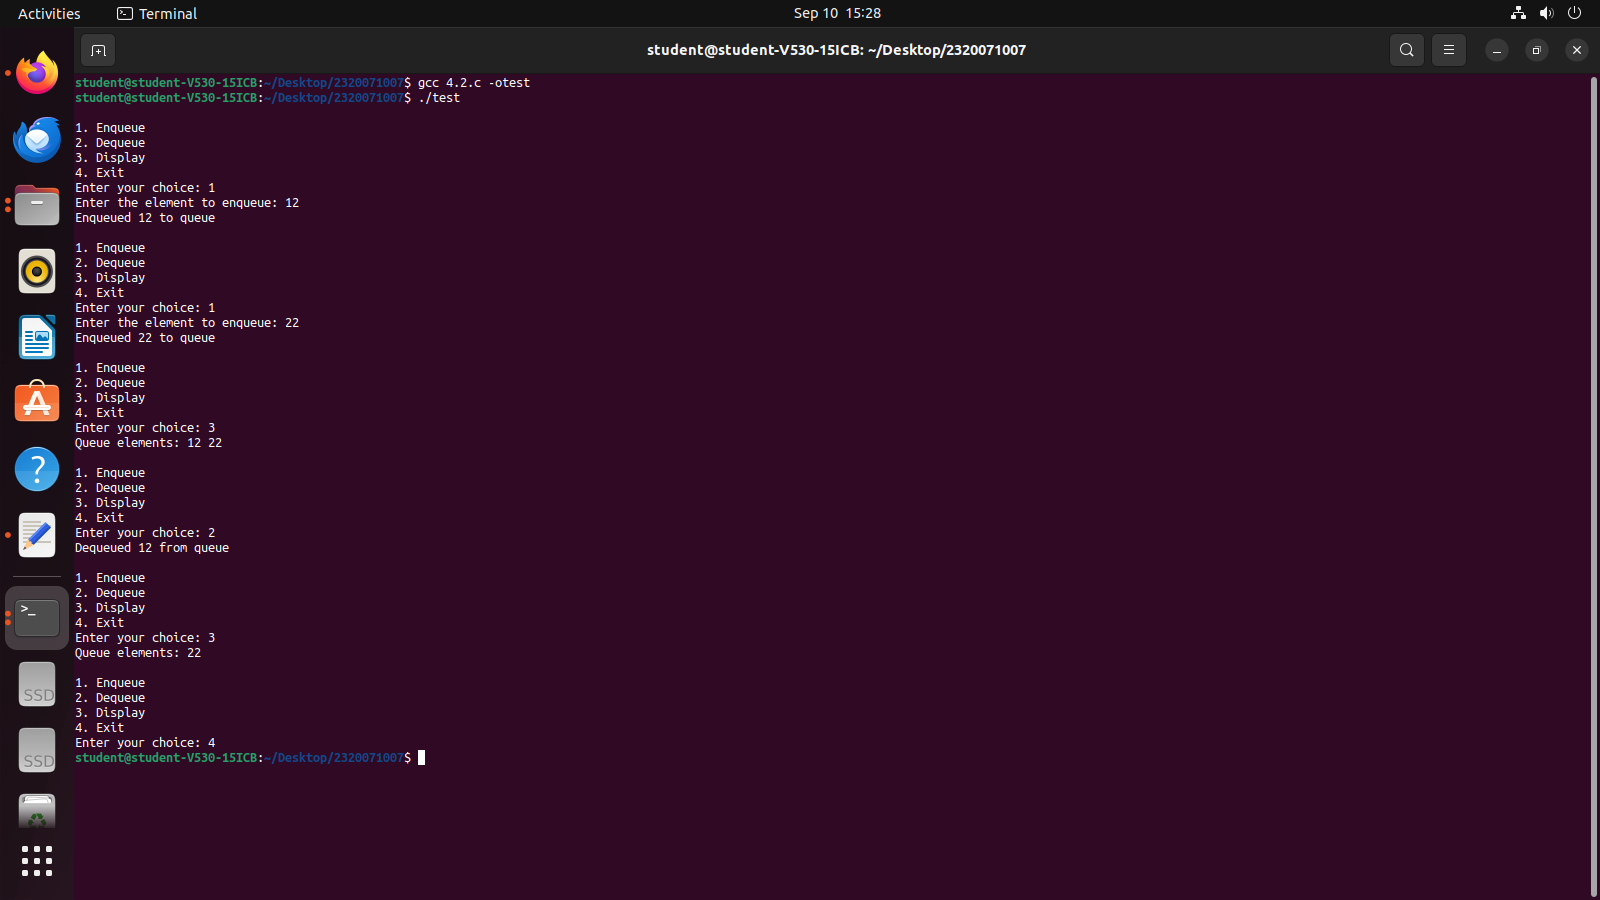 Activities
Terminal
Sep 10 15:28
student@student-V530-15ICB: ~/Desktop/2320071007
student@student-V530-15ICB:~/Desktop/2320071007$ gcc 4.2.c -otest
student@student-V530-15ICB:~/Desktop/2320071007$ ./test
1. Enqueue
2. Dequeue
3. Display
4. Exit
Enter your choice: 1
Enter the element to enqueue: 12
Enqueued 12 to queue
1. Enqueue
2. Dequeue
3. Display
4. Exit
Enter your choice: 1
Enter the element to enqueue: 22
Enqueued 22 to queue
1. Enqueue
2. Dequeue
3. Display
4. Exit
Enter your choice: 3
Queue elements: 12 22
1. Enqueue
2. Dequeue
3. Display
4. Exit
Enter your choice: 2
Dequeued 12 from queue
1. Enqueue
2. Dequeue
3. Display
4. Exit
Enter your choice: 3
Queue elements: 22
1. Enqueue
2. Dequeue
3. Display
4. Exit
Enter your choice: 4
student@student-V530-15ICB:~/Desktop/2320071007$
SSD
SSD